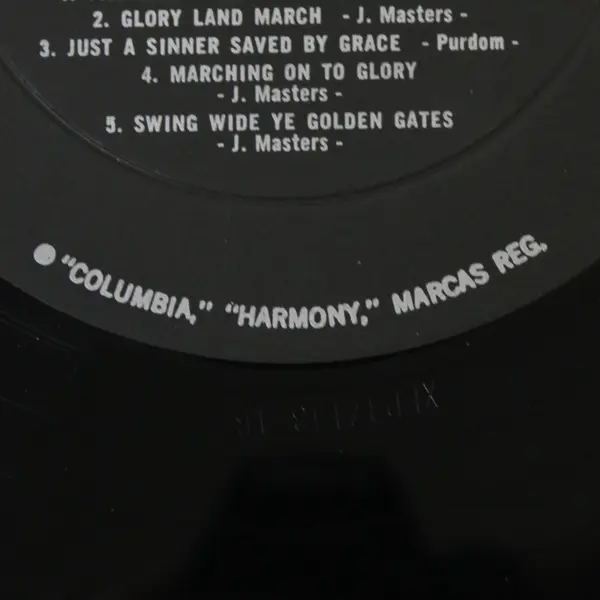 2. GLORY LAND MARCH - J. Masters -
3. JUST A SINNER SAVED BY GRACE - Purdom -
4. MARCHING ON TO GLORY
- J. Masters -
5. SWING WIDE YE GOLDEN GATES
- J. Masters -
"COLUMBIA," "HARMONY," MARCAS REG.